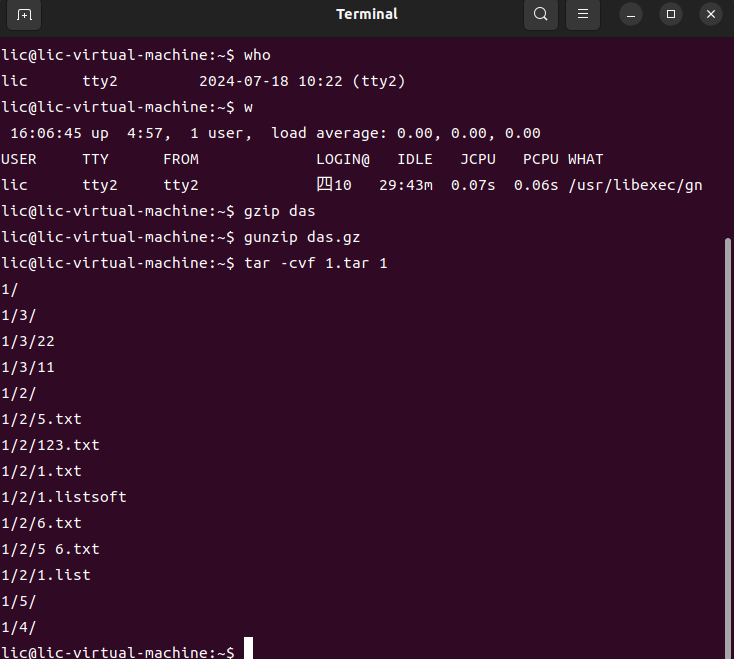 Terminal
lic@lic-virtual-machine:~$ who
lic      tty2         2024-07-18 10:22 (tty2)
lic@lic-virtual-machine:~$ w
 16:06:45 up  4:57,  1 user,  load average: 0.00, 0.00, 0.00
USER     TTY      FROM             LOGIN@   IDLE   JCPU   PCPU WHAT
lic      tty2     tty2             四10   29:43m  0.07s  0.06s /usr/libexec/gn
lic@lic-virtual-machine:~$ gzip das
lic@lic-virtual-machine:~$ gunzip das.gz
lic@lic-virtual-machine:~$ tar -cvf 1.tar 1
1/
1/3/
1/3/22
1/3/11
1/2/
1/2/5.txt
1/2/123.txt
1/2/1.txt
1/2/1.listsoft
1/2/6.txt
1/2/5 6.txt
1/2/1.list
1/5/
1/4/
lic@lic-virtual-machine:~$